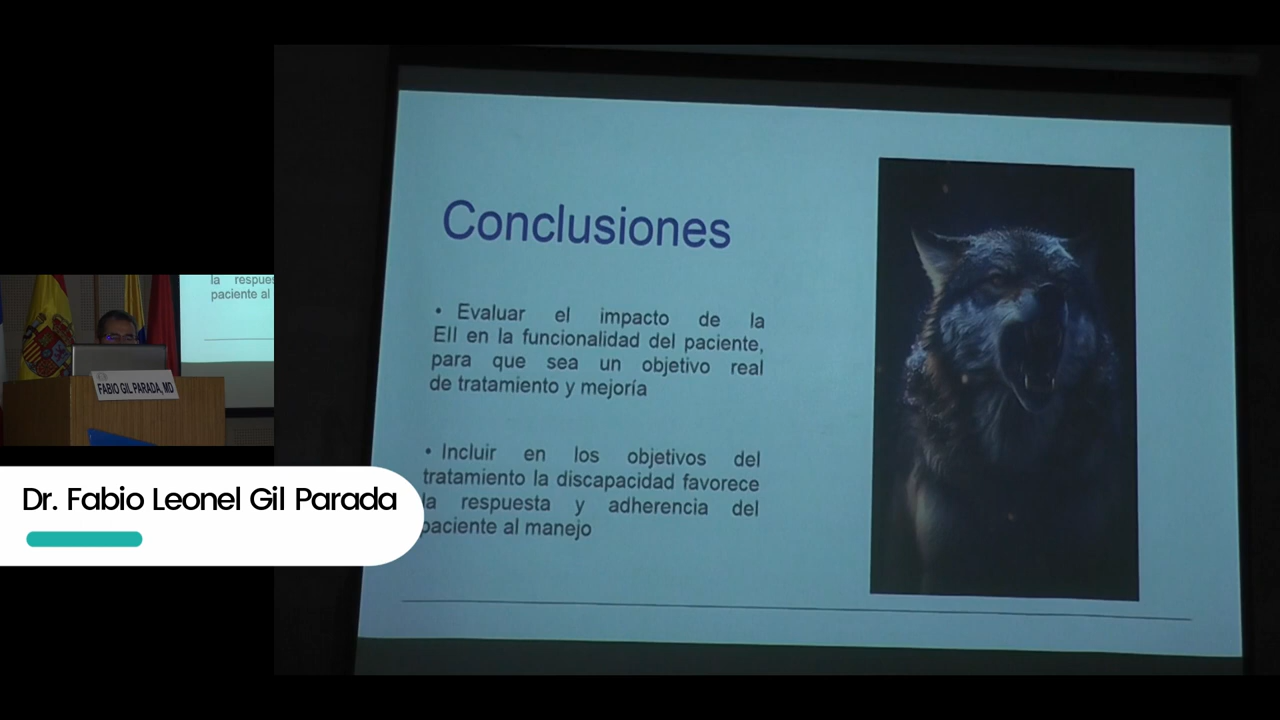 Conclusiones
• Evaluar el impacto de la
EII en la funcionalidad del paciente,
para que sea un objetivo real
de tratamiento y mejoría
• Incluir en los objetivos del
tratamiento la discapacidad favorece
la respuesta y adherencia del
paciente al manejo
la respue
paciente al
FABIO GIL PARADA, MD
Dr. Fabio Leonel Gil Parada